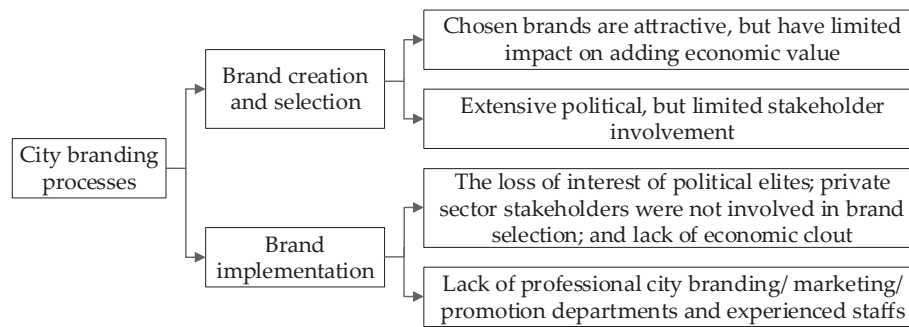 City branding
processes
Brand creation
and selection
Chosen brands are attractive, but have limited
impact on adding economic value
Extensive political, but limited stakeholder
involvement
Brand
implementation
The loss of interest of political elites; private
sector stakeholders were not involved in brand
selection; and lack of economic clout
Lack of professional city branding/ marketing/
promotion departments and experienced staffs